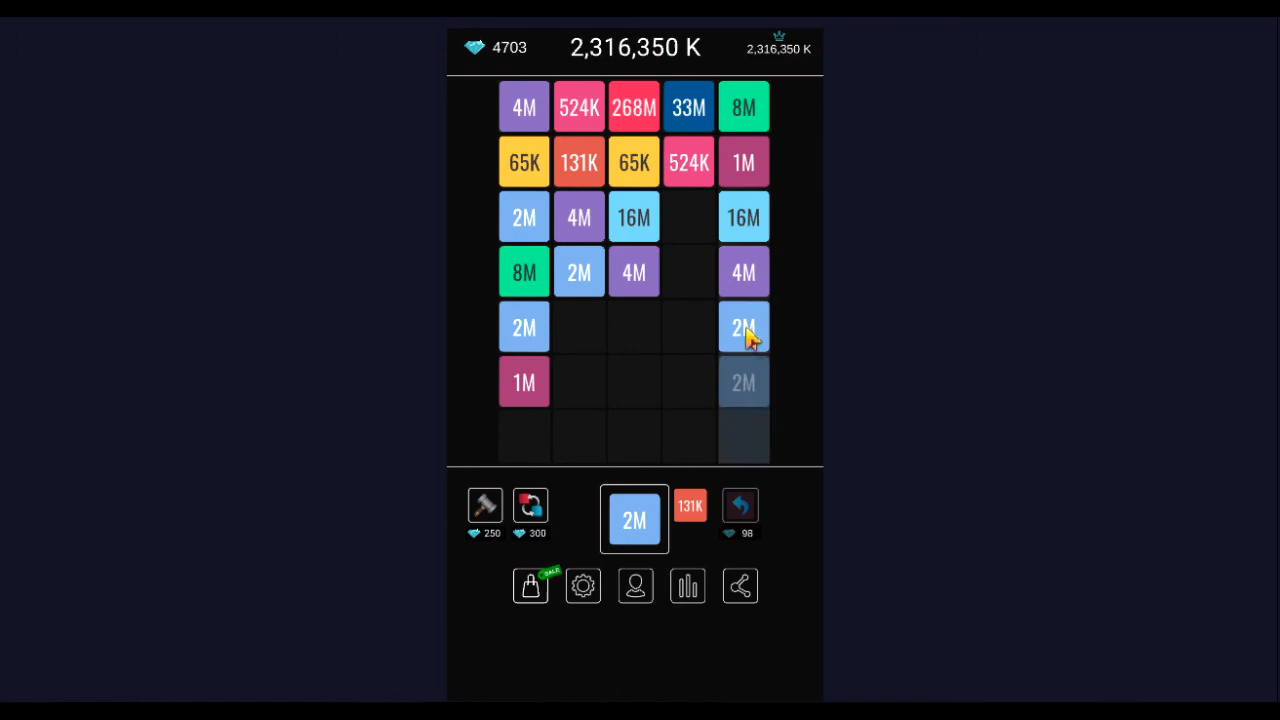 4703 2,316,350 K 2,316,350 K
4M 524K 268M 33M 8M
65K 131K 65K 524K 1M
2M 4M 16M 16M
8M 2M 4M 4M
2M 2M
1M 2M
2M 131K
250 300 98
SALE